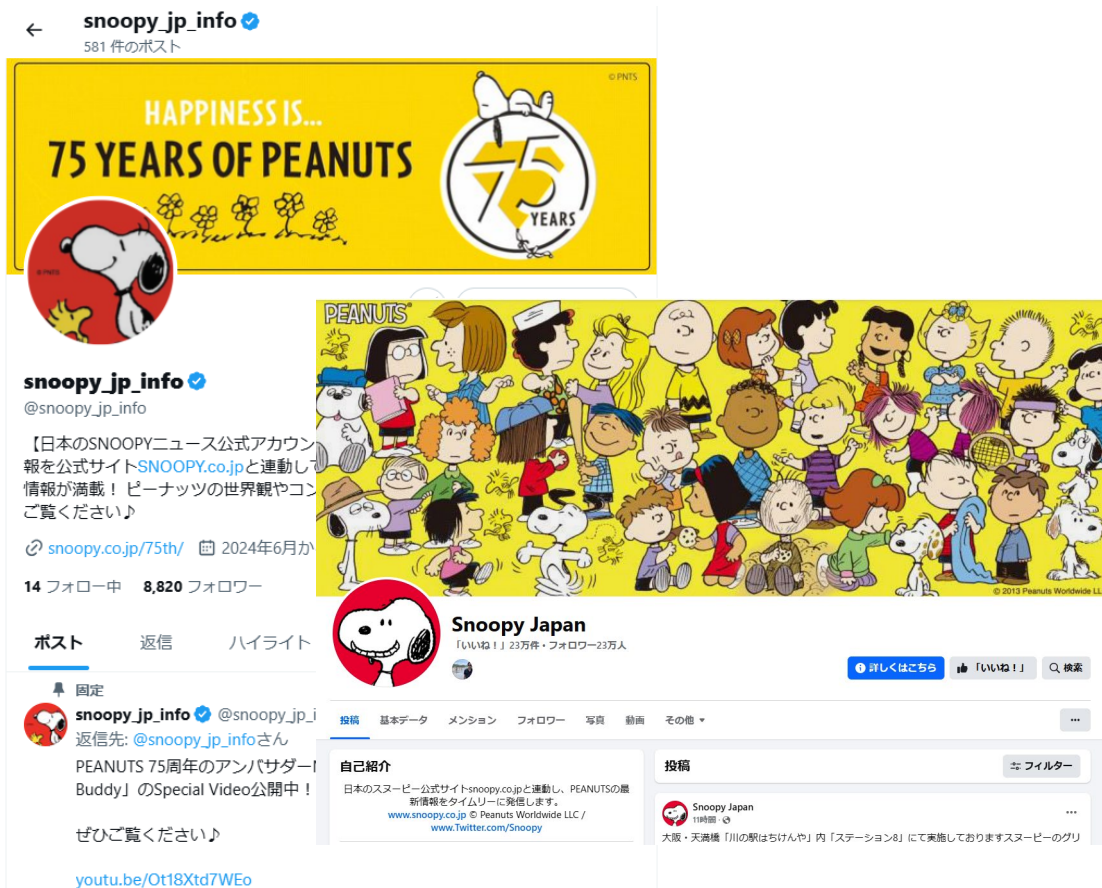 snoopy_jp_info
581 件のポスト
© PNTS
HAPPINESS IS...
75 YEARS OF PEANUTS
75
YEARS
© PNTS
snoopy_jp_info
@snoopy_jp_info
【日本のSNOOPYニュース公式アカウン
報を公式サイトSNOOPY.co.jpと連動して
情報が満載！ ピーナッツの世界観やコン
ご覧ください♪
snoopy.co.jp/75th/ 2024年6月か
14 フォロー中 8,820 フォロワー
ポスト 返信 ハイライト
固定
snoopy_jp_info @snoopy_jp_i
返信先: @snoopy_jp_infoさん
PEANUTS 75周年のアンバサダー
Buddy」のSpecial Video公開中！
ぜひご覧ください♪
youtu.be/Ot18Xtd7WEo
PEANUTS
© 2013 Peanuts Worldwide LL
Snoopy Japan
「いいね！」23万件・フォロワー23万人
詳しくはこちら 「いいね！」 検索
投稿 基本データ メンション フォロワー 写真 動画 その他
自己紹介
日本のスヌーピー公式サイトsnoopy.co.jpと連動し、PEANUTSの最
新情報をタイムリーに発信します。
www.snoopy.co.jp © Peanuts Worldwide LLC /
www.Twitter.com/Snoopy
投稿 フィルター
Snoopy Japan
11時間
大阪・天満橋「川の駅はちけんや」内「ステーション8」にて実施しておりますスヌーピーのグリ